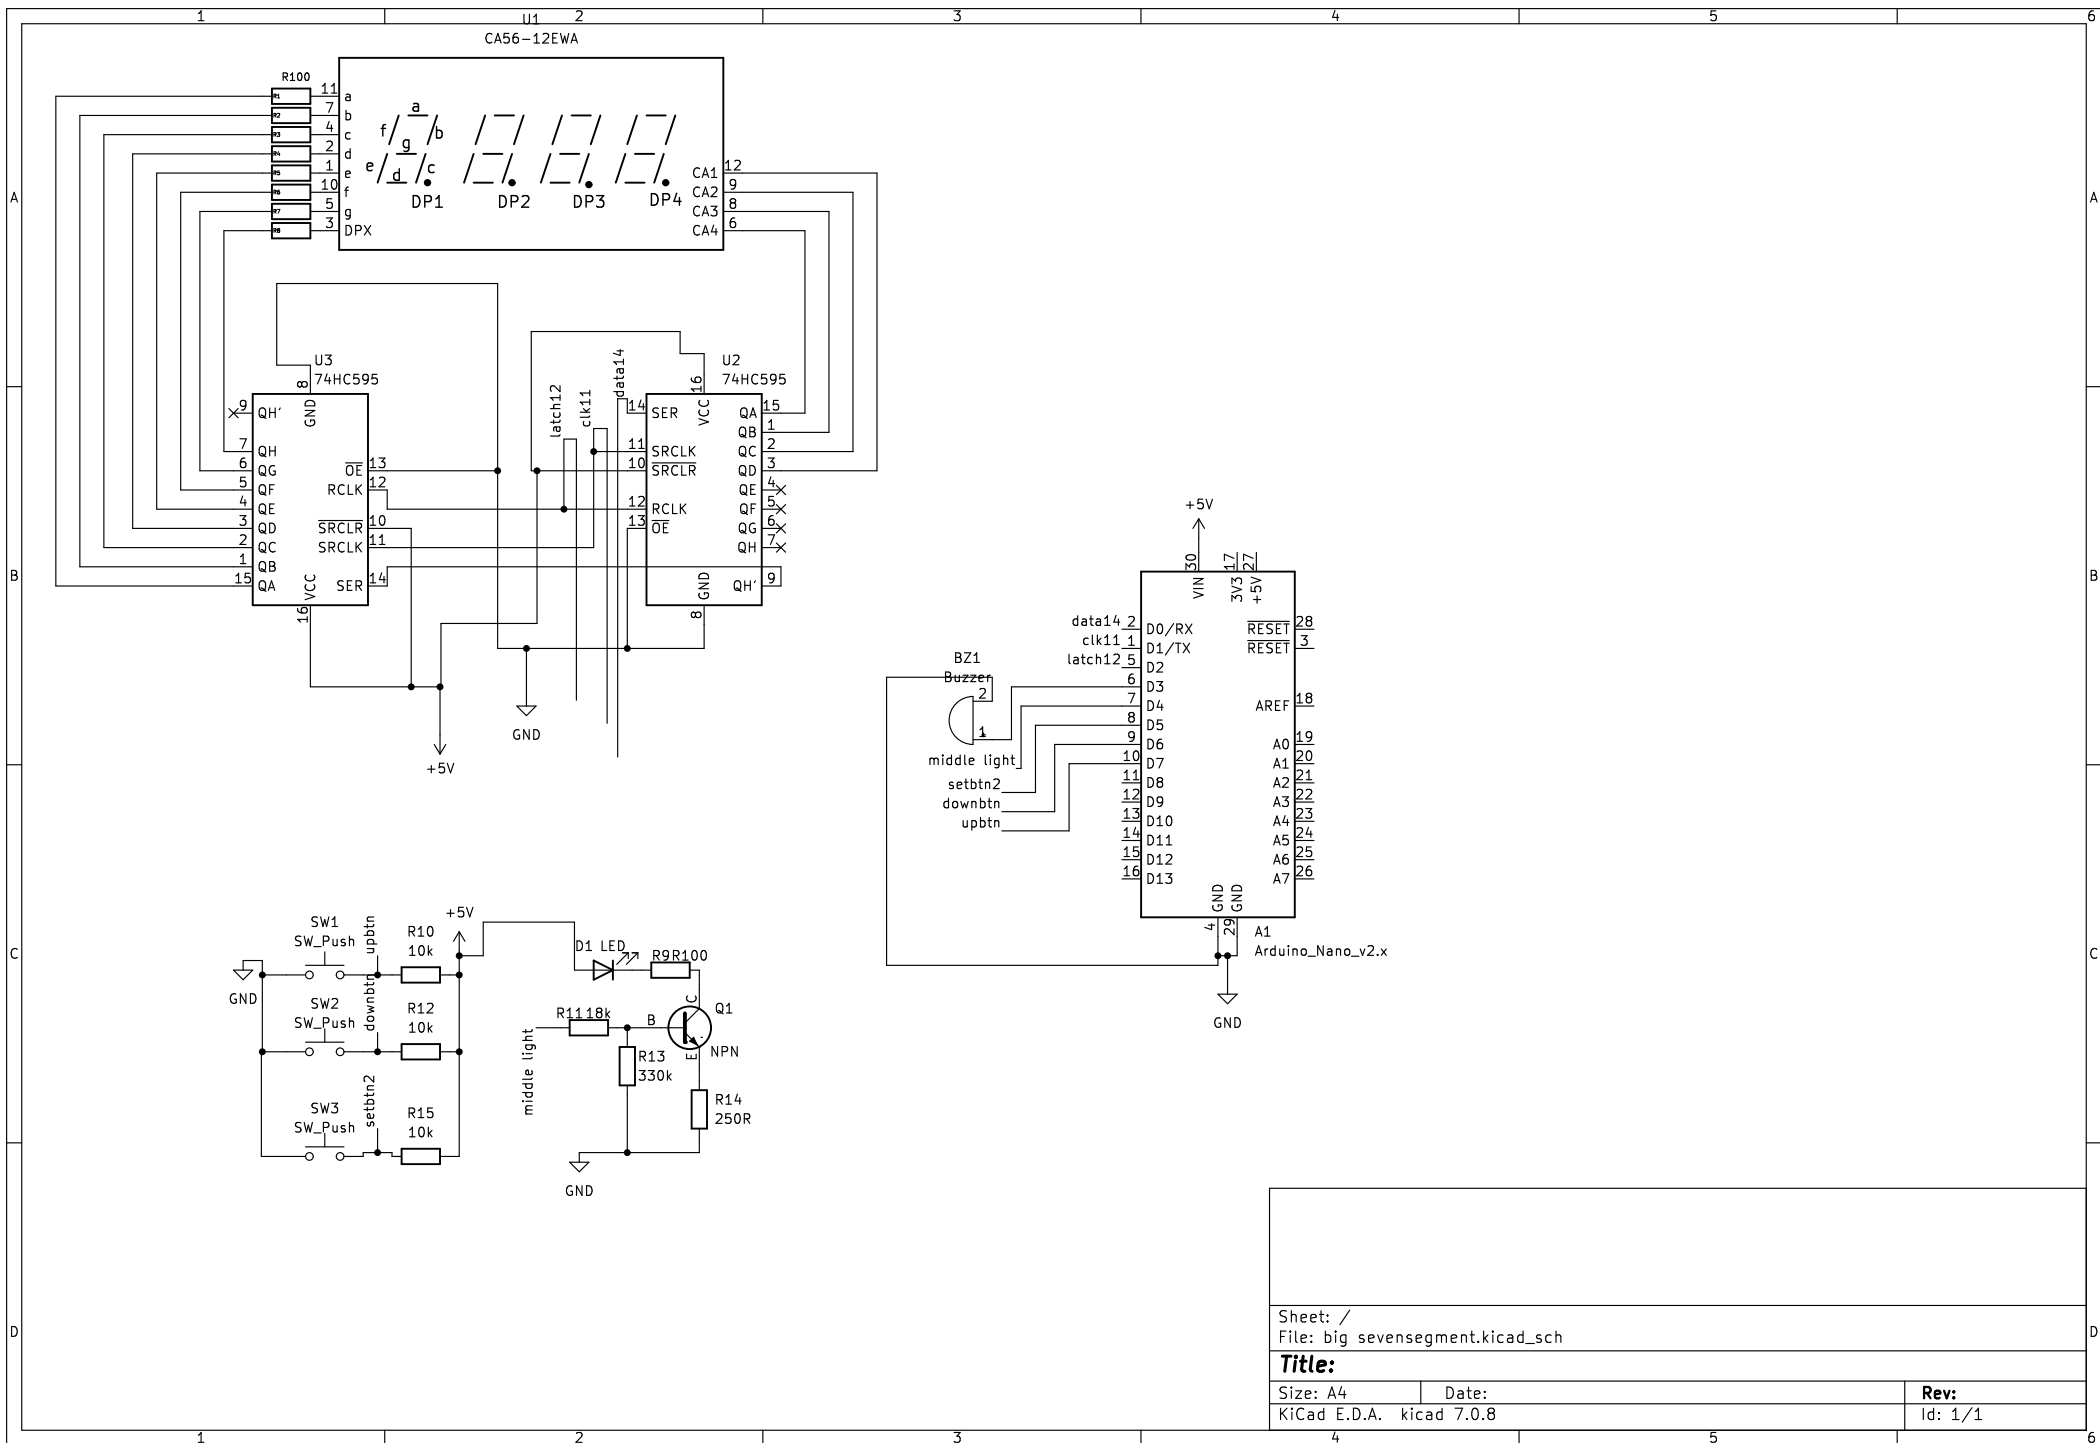 1 2 3 4 5 6
U1
CA56-12EWA
R100
R1 11 a
R2 7 b
R3 4 c
R4 2 d
R5 1 e
R6 10 f
R7 5 g
R8 3 DPX
a
f b
g
e c
d
DP1 DP2 DP3 DP4
CA1 12
CA2 9
CA3 8
CA4 6
A A
U3
74HC595
8 GND
9 QH'
7 QH
6 QG
5 QF
4 QE
3 QD
2 QC
1 QB
15 QA
OE 13
RCLK 12
SRCLR 10
SRCLK 11
SER 14
16 VCC
latch12
clk11
data14
U2
74HC595
16 VCC
14 SER
11 SRCLK
10 SRCLR
12 RCLK
13 OE
QA 15
QB 1
QC 2
QD 3
QE 4
QF 5
QG 6
QH 7
QH' 9
8 GND
GND
+5V
B B
+5V
30 VIN
17 3V3
27 +5V
data14 2 D0/RX
clk11 1 D1/TX
latch12 5 D2
6 D3
7 D4
8 D5
9 D6
10 D7
11 D8
12 D9
13 D10
14 D11
15 D12
16 D13
RESET 28
RESET 3
AREF 18
A0 19
A1 20
A2 21
A3 22
A4 23
A5 24
A6 25
A7 26
4 GND
29 GND
A1
Arduino_Nano_v2.x
GND
BZ1
Buzzer
2
1
middle light
setbtn2
downbtn
upbtn
C C
+5V
SW1
SW_Push
upbtn
R10
10k
GND
SW2
SW_Push
downbtn
R12
10k
SW3
SW_Push
setbtn2
R15
10k
D1 LED
R9R100
R1118k
middle light
B
C
E
Q1
NPN
R13
330k
R14
250R
GND
D D
Sheet: /
File: big sevensegment.kicad_sch
Title:
Size: A4 Date: Rev:
KiCad E.D.A. kicad 7.0.8 Id: 1/1
1 2 3 4 5 6